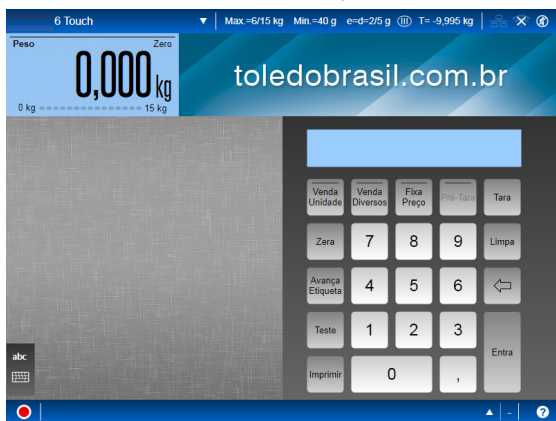 6 Touch
Max.=6/15 kg Min.=40 g e=d=2/5 g III T= -9,995 kg
Peso Zero
0,000 kg
0 kg 15 kg
toledobrasil.com.br
Venda Unidade
Venda Diversos
Fixa Preço
Pré-Tara
Tara
Zera
7
8
9
Limpa
Avança Etiqueta
4
5
6
Teste
1
2
3
Entra
abc
Imprimir
0
,
-
?